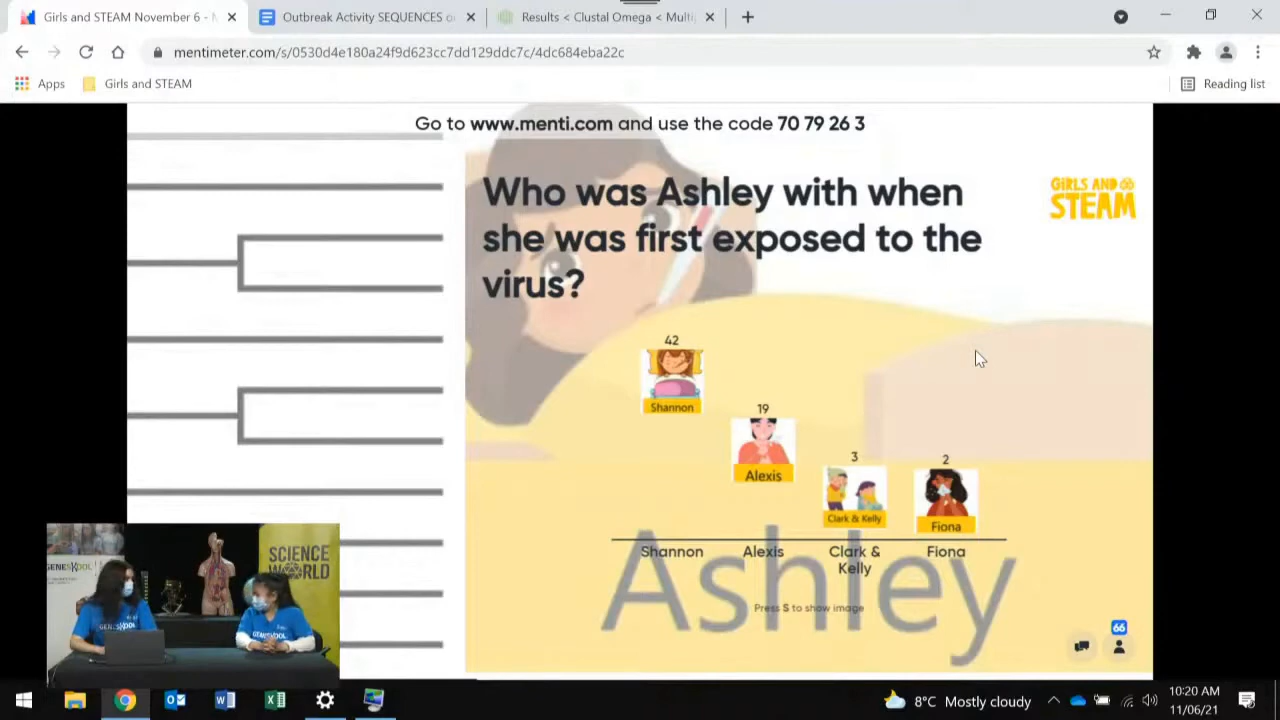 Girls and STEAM November 6 -
Outbreak Activity SEQUENCES o
Results < Clustal Omega < Mult
mentimeter.com/s/0530d4e180a24f9d623cc7dd129ddc7c/4dc684eba22c
Apps
Girls and STEAM
Reading list
Go to www.menti.com and use the code 70 79 26 3
Who was Ashley with when
she was first exposed to the
virus?
GIRLS AND
STEAM
42
Shannon
19
Alexis
3
Clark & Kelly
2
Fiona
Shannon
Alexis
Clark &
Kelly
Fiona
Ashley
Press S to show image
66
GENESKOOL
SCIENCE
WORLD
GENESKOOL
GENESKOOL
8°C Mostly cloudy
10:20 AM
11/06/21